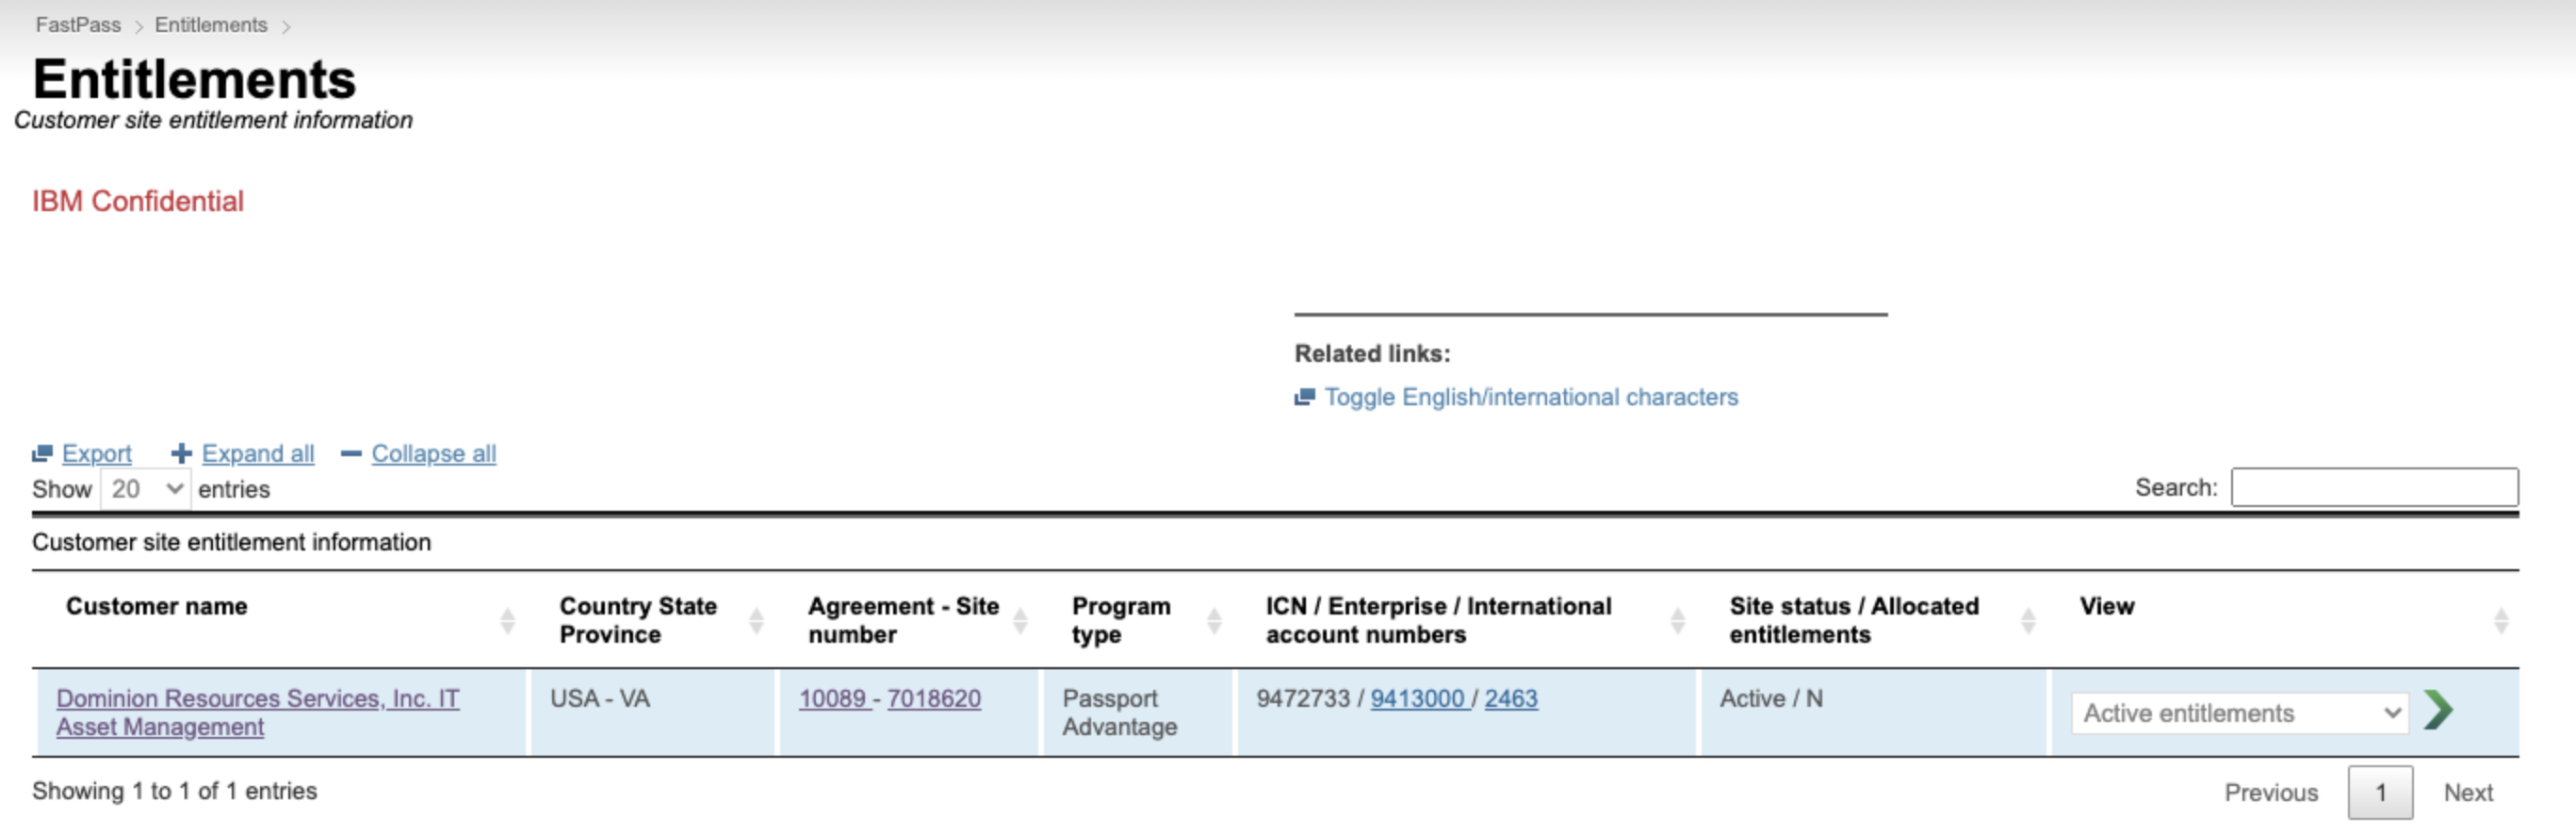 FastPass > Entitlements >
Entitlements
Customer site entitlement information
IBM Confidential
Related links:
Toggle English/international characters
Export Expand all Collapse all
Show 20 entries
Search:
Customer site entitlement information
Customer name
Country State
Province
Agreement - Site
number
Program
type
ICN / Enterprise / International
account numbers
Site status / Allocated
entitlements
View
Dominion Resources Services, Inc. IT
Asset Management
USA - VA
10089 - 7018620
Passport
Advantage
9472733 / 9413000 / 2463
Active / N
Active entitlements
Showing 1 to 1 of 1 entries
Previous 1 Next